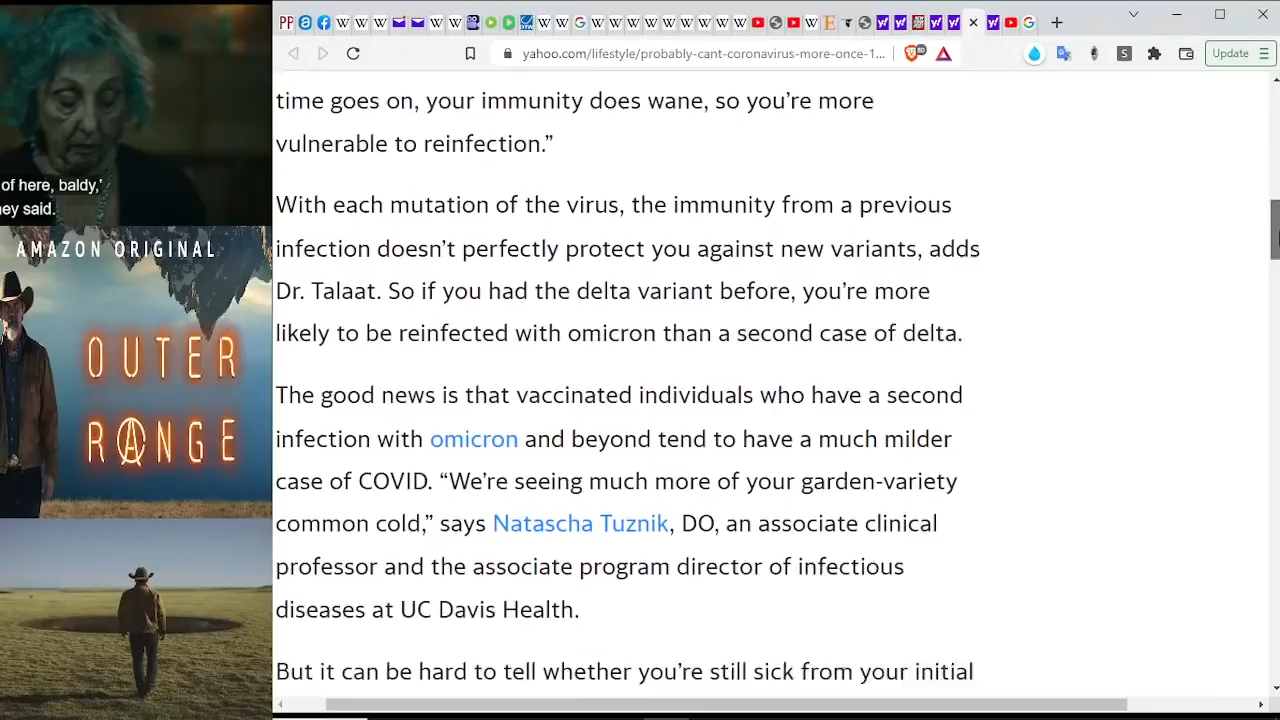 of here, baldy,'
hey said.
AMAZON ORIGINAL
OUTER
RANGE
yahoo.com/lifestyle/probably-cant-coronavirus-more-once-1...
Update
time goes on, your immunity does wane, so you’re more
vulnerable to reinfection.”
With each mutation of the virus, the immunity from a previous
infection doesn’t perfectly protect you against new variants, adds
Dr. Talaat. So if you had the delta variant before, you’re more
likely to be reinfected with omicron than a second case of delta.
The good news is that vaccinated individuals who have a second
infection with omicron and beyond tend to have a much milder
case of COVID. “We’re seeing much more of your garden-variety
common cold,” says Natascha Tuznik, DO, an associate clinical
professor and the associate program director of infectious
diseases at UC Davis Health.
But it can be hard to tell whether you’re still sick from your initial